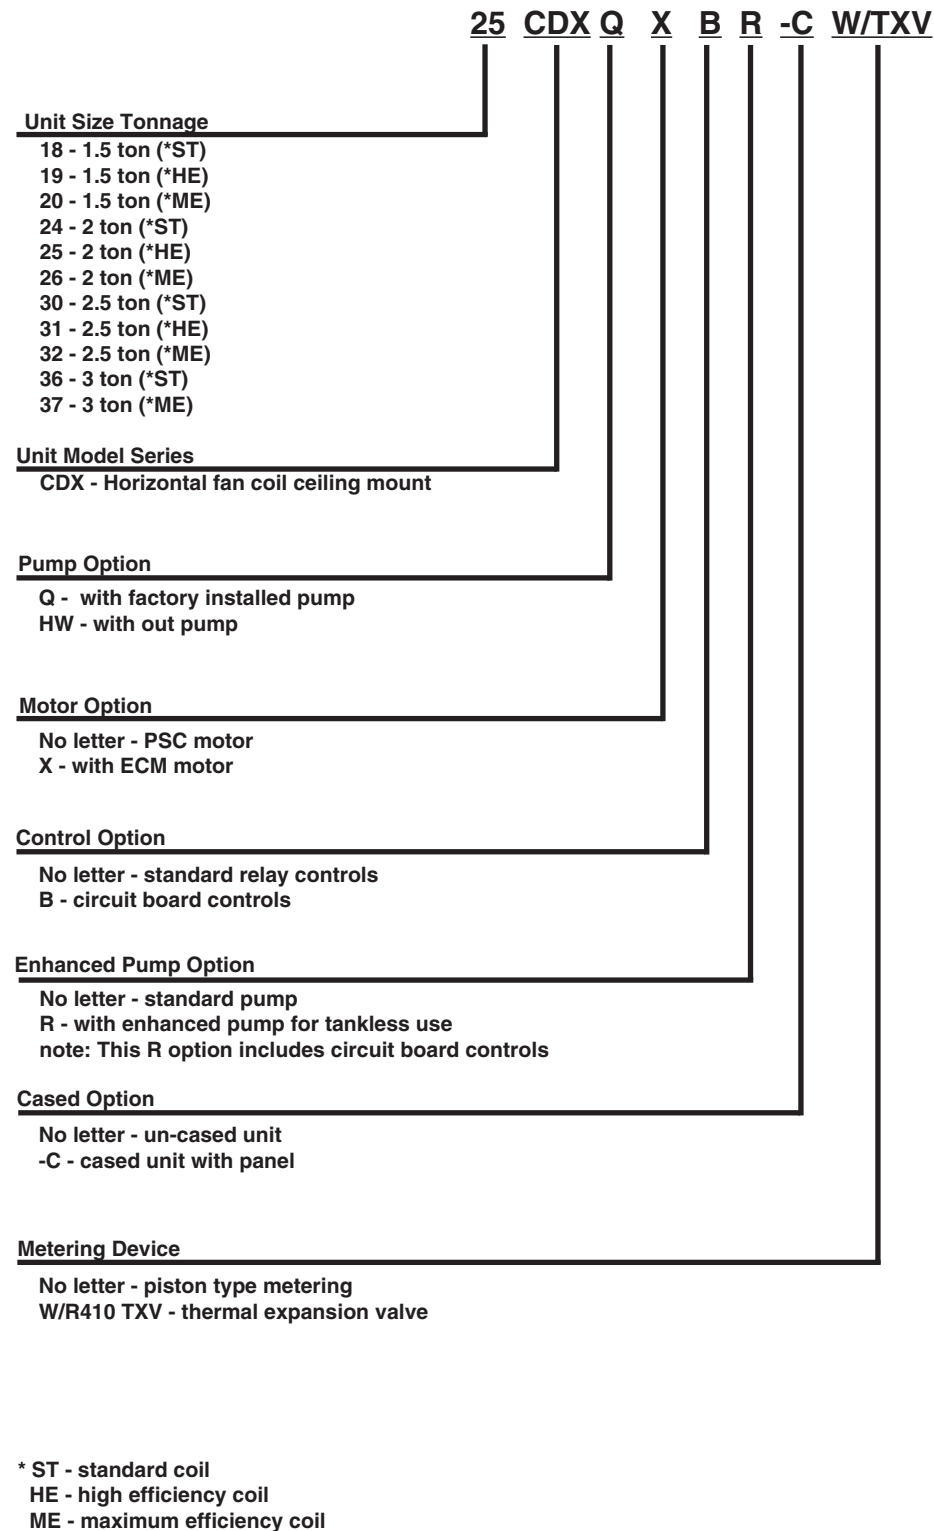 25 CDX Q X B R -C W/TXV
Unit Size Tonnage
18 - 1.5 ton (*ST)
19 - 1.5 ton (*HE)
20 - 1.5 ton (*ME)
24 - 2 ton (*ST)
25 - 2 ton (*HE)
26 - 2 ton (*ME)
30 - 2.5 ton (*ST)
31 - 2.5 ton (*HE)
32 - 2.5 ton (*ME)
36 - 3 ton (*ST)
37 - 3 ton (*ME)
Unit Model Series
CDX - Horizontal fan coil ceiling mount
Pump Option
Q - with factory installed pump
HW - with out pump
Motor Option
No letter - PSC motor
X - with ECM motor
Control Option
No letter - standard relay controls
B - circuit board controls
Enhanced Pump Option
No letter - standard pump
R - with enhanced pump for tankless use
note: This R option includes circuit board controls
Cased Option
No letter - un-cased unit
-C - cased unit with panel
Metering Device
No letter - piston type metering
W/R410 TXV - thermal expansion valve
* ST - standard coil
HE - high efficiency coil
ME - maximum efficiency coil